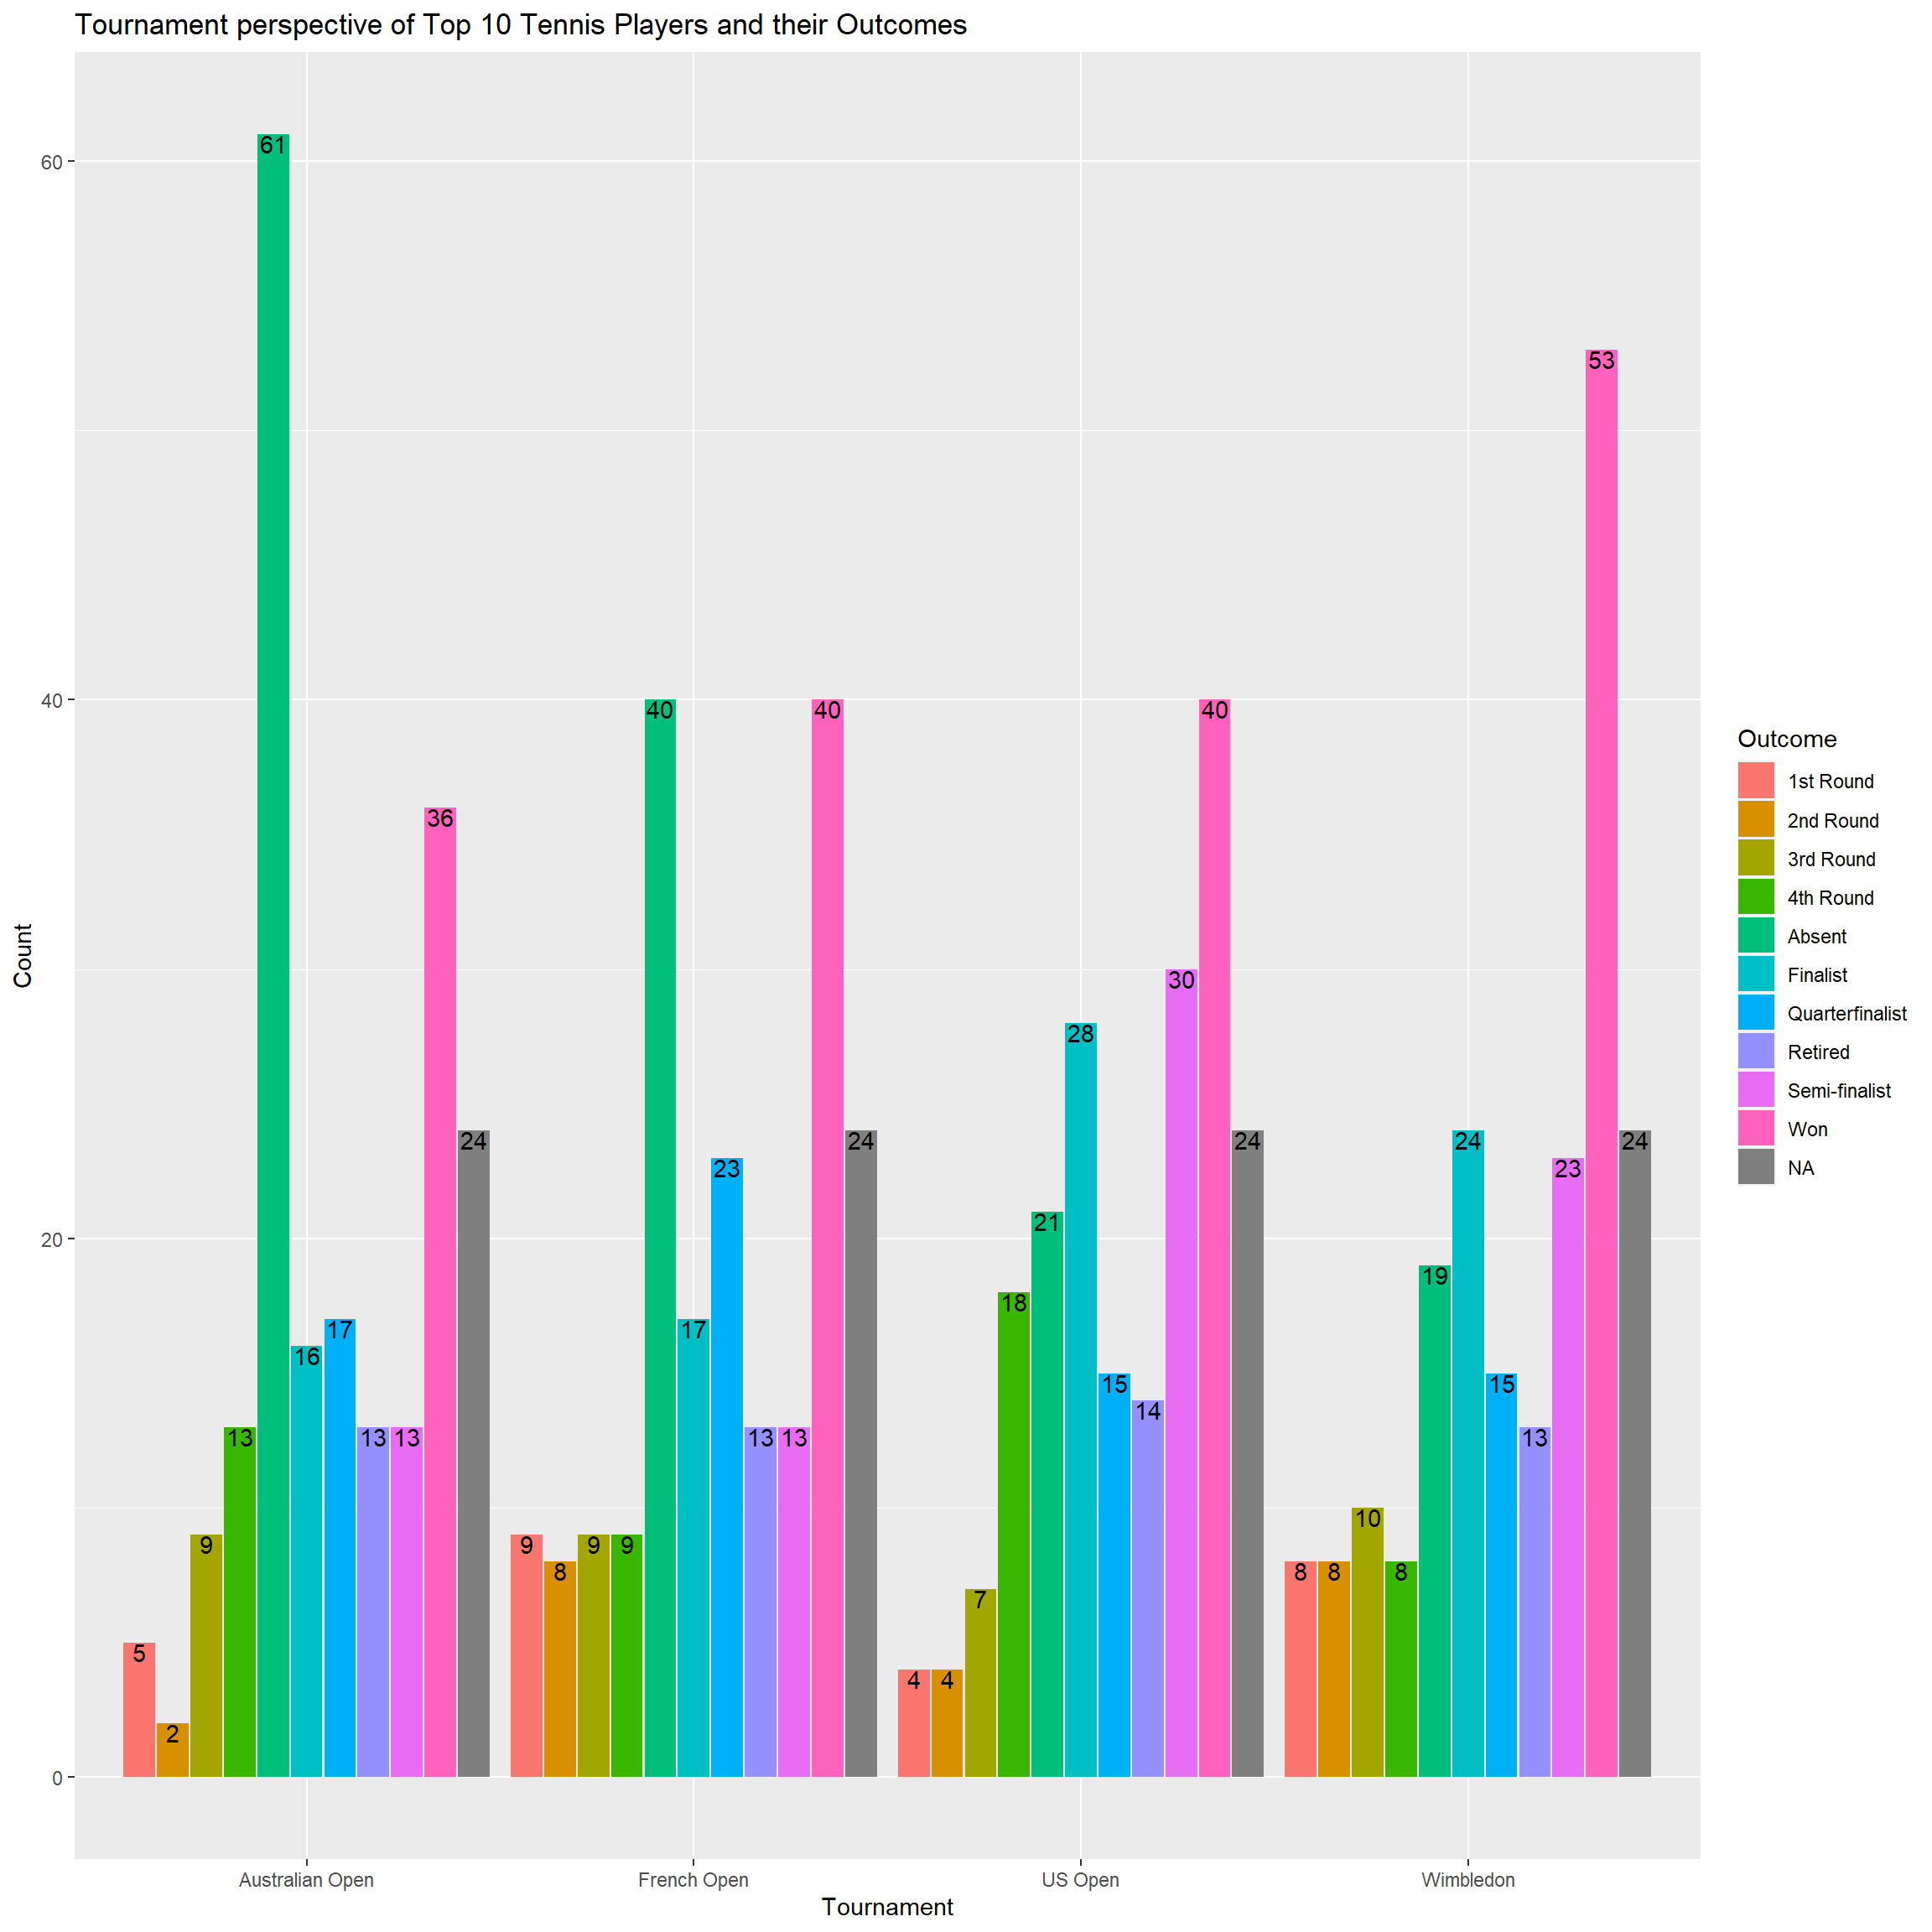 Tournament perspective of Top 10 Tennis Players and their Outcomes
Count
60
40
20
0
5
2
9
13
61
16
17
13
13
36
24
9
8
9
9
40
17
23
13
13
40
24
4
4
7
18
21
28
15
14
30
40
24
8
8
10
8
19
24
15
13
23
53
24
Australian Open
French Open
US Open
Wimbledon
Tournament
Outcome
1st Round
2nd Round
3rd Round
4th Round
Absent
Finalist
Quarterfinalist
Retired
Semi-finalist
Won
NA